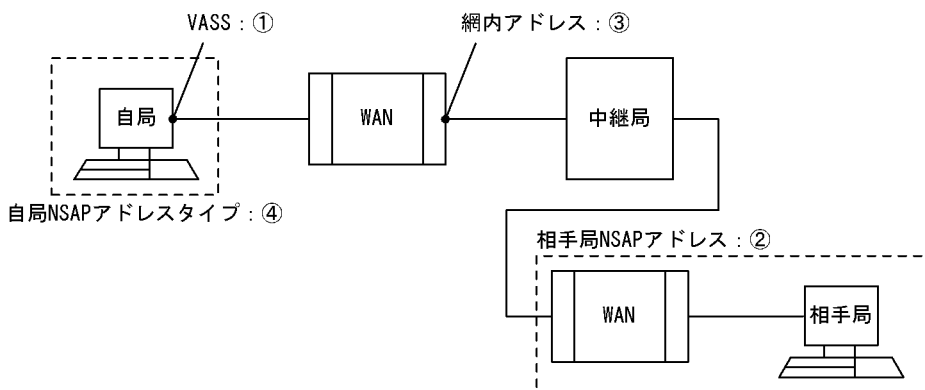 VASS：①
網内アドレス：③
自局
WAN
中継局
自局NSAPアドレスタイプ：④
相手局NSAPアドレス：②
WAN
相手局